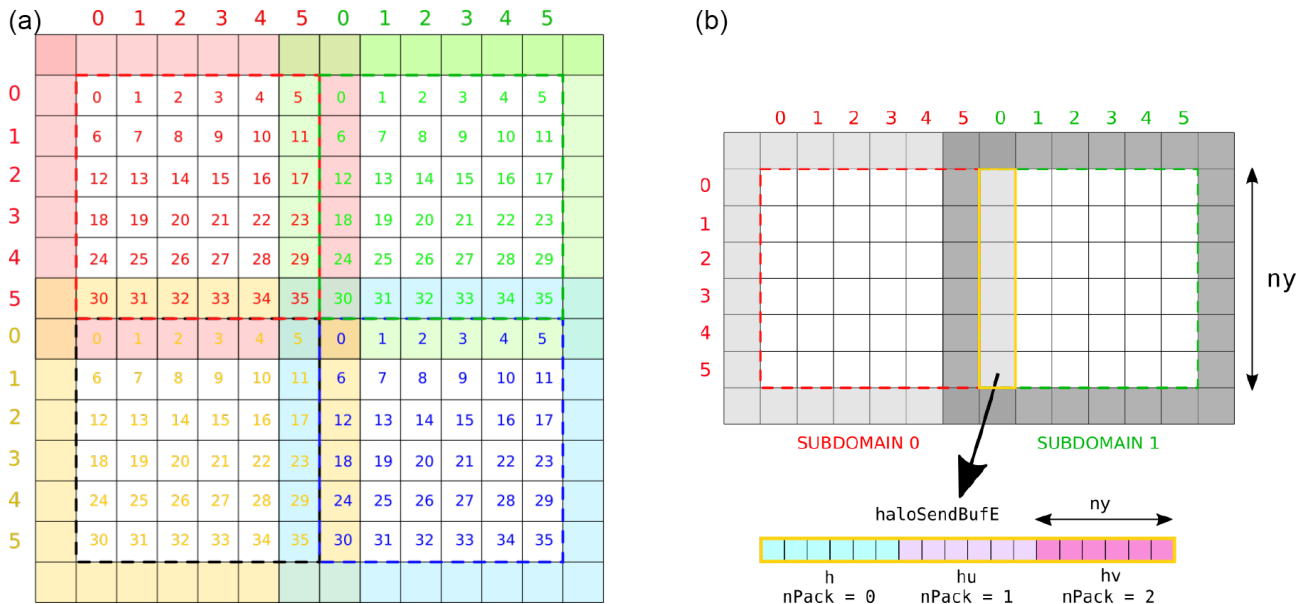 (a)
0 1 2 3 4 5 0 1 2 3 4 5
0 0 1 2 3 4 5 0 1 2 3 4 5
1 6 7 8 9 10 11 6 7 8 9 10 11
2 12 13 14 15 16 17 12 13 14 15 16 17
3 18 19 20 21 22 23 18 19 20 21 22 23
4 24 25 26 27 28 29 24 25 26 27 28 29
5 30 31 32 33 34 35 30 31 32 33 34 35
0 0 1 2 3 4 5 0 1 2 3 4 5
1 6 7 8 9 10 11 6 7 8 9 10 11
2 12 13 14 15 16 17 12 13 14 15 16 17
3 18 19 20 21 22 23 18 19 20 21 22 23
4 24 25 26 27 28 29 24 25 26 27 28 29
5 30 31 32 33 34 35 30 31 32 33 34 35
(b)
0 1 2 3 4 5 0 1 2 3 4 5
0
1
2
3
4
5
ny
SUBDOMAIN 0 SUBDOMAIN 1
haloSendBufE ny
h hu hv
nPack = 0 nPack = 1 nPack = 2